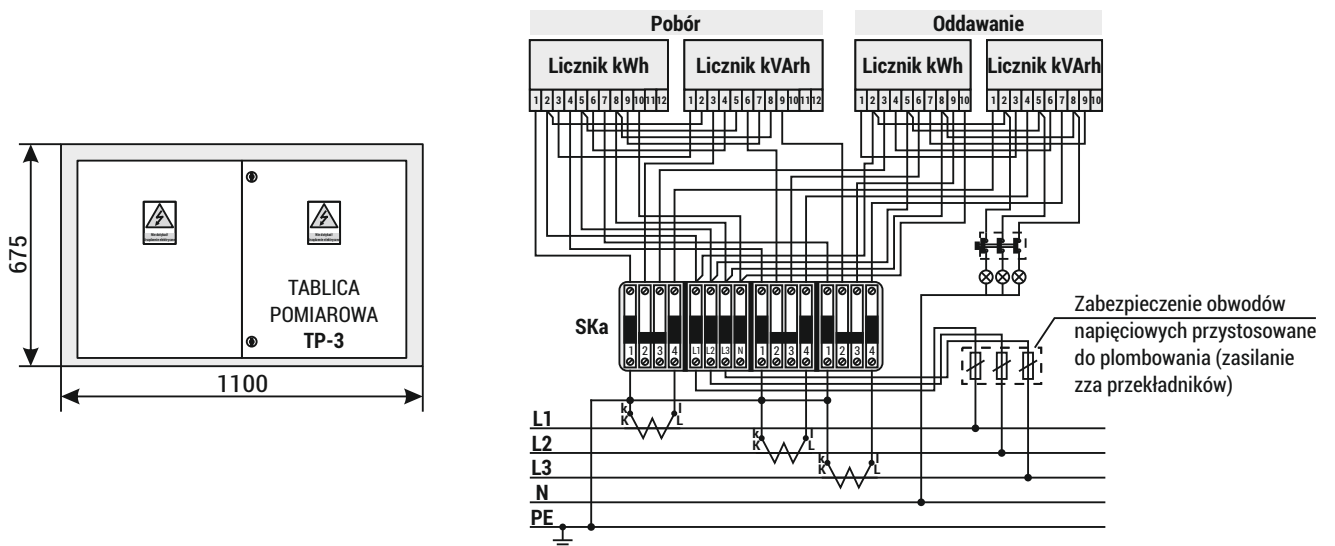 675
TABLICA
POMIAROWA
TP-3
1100
Pobór
Oddawanie
Licznik kWh
Licznik kVArh
Licznik kWh
Licznik kVArh
1 2 3 4 5 6 7 8 9 10 11 12
1 2 3 4 5 6 7 8 9 10 11 12
1 2 3 4 5 6 7 8 9 10
1 2 3 4 5 6 7 8 9 10
SKa
1 2 3 4 L1 L2 L3 N 1 2 3 4 1 2 3 4
Zabezpieczenie obwodów
napięciowych przystosowane
do plombowania (zasilanie
zza przekładników)
k l
K L
k l
K L
k l
K L
L1
L2
L3
N
PE